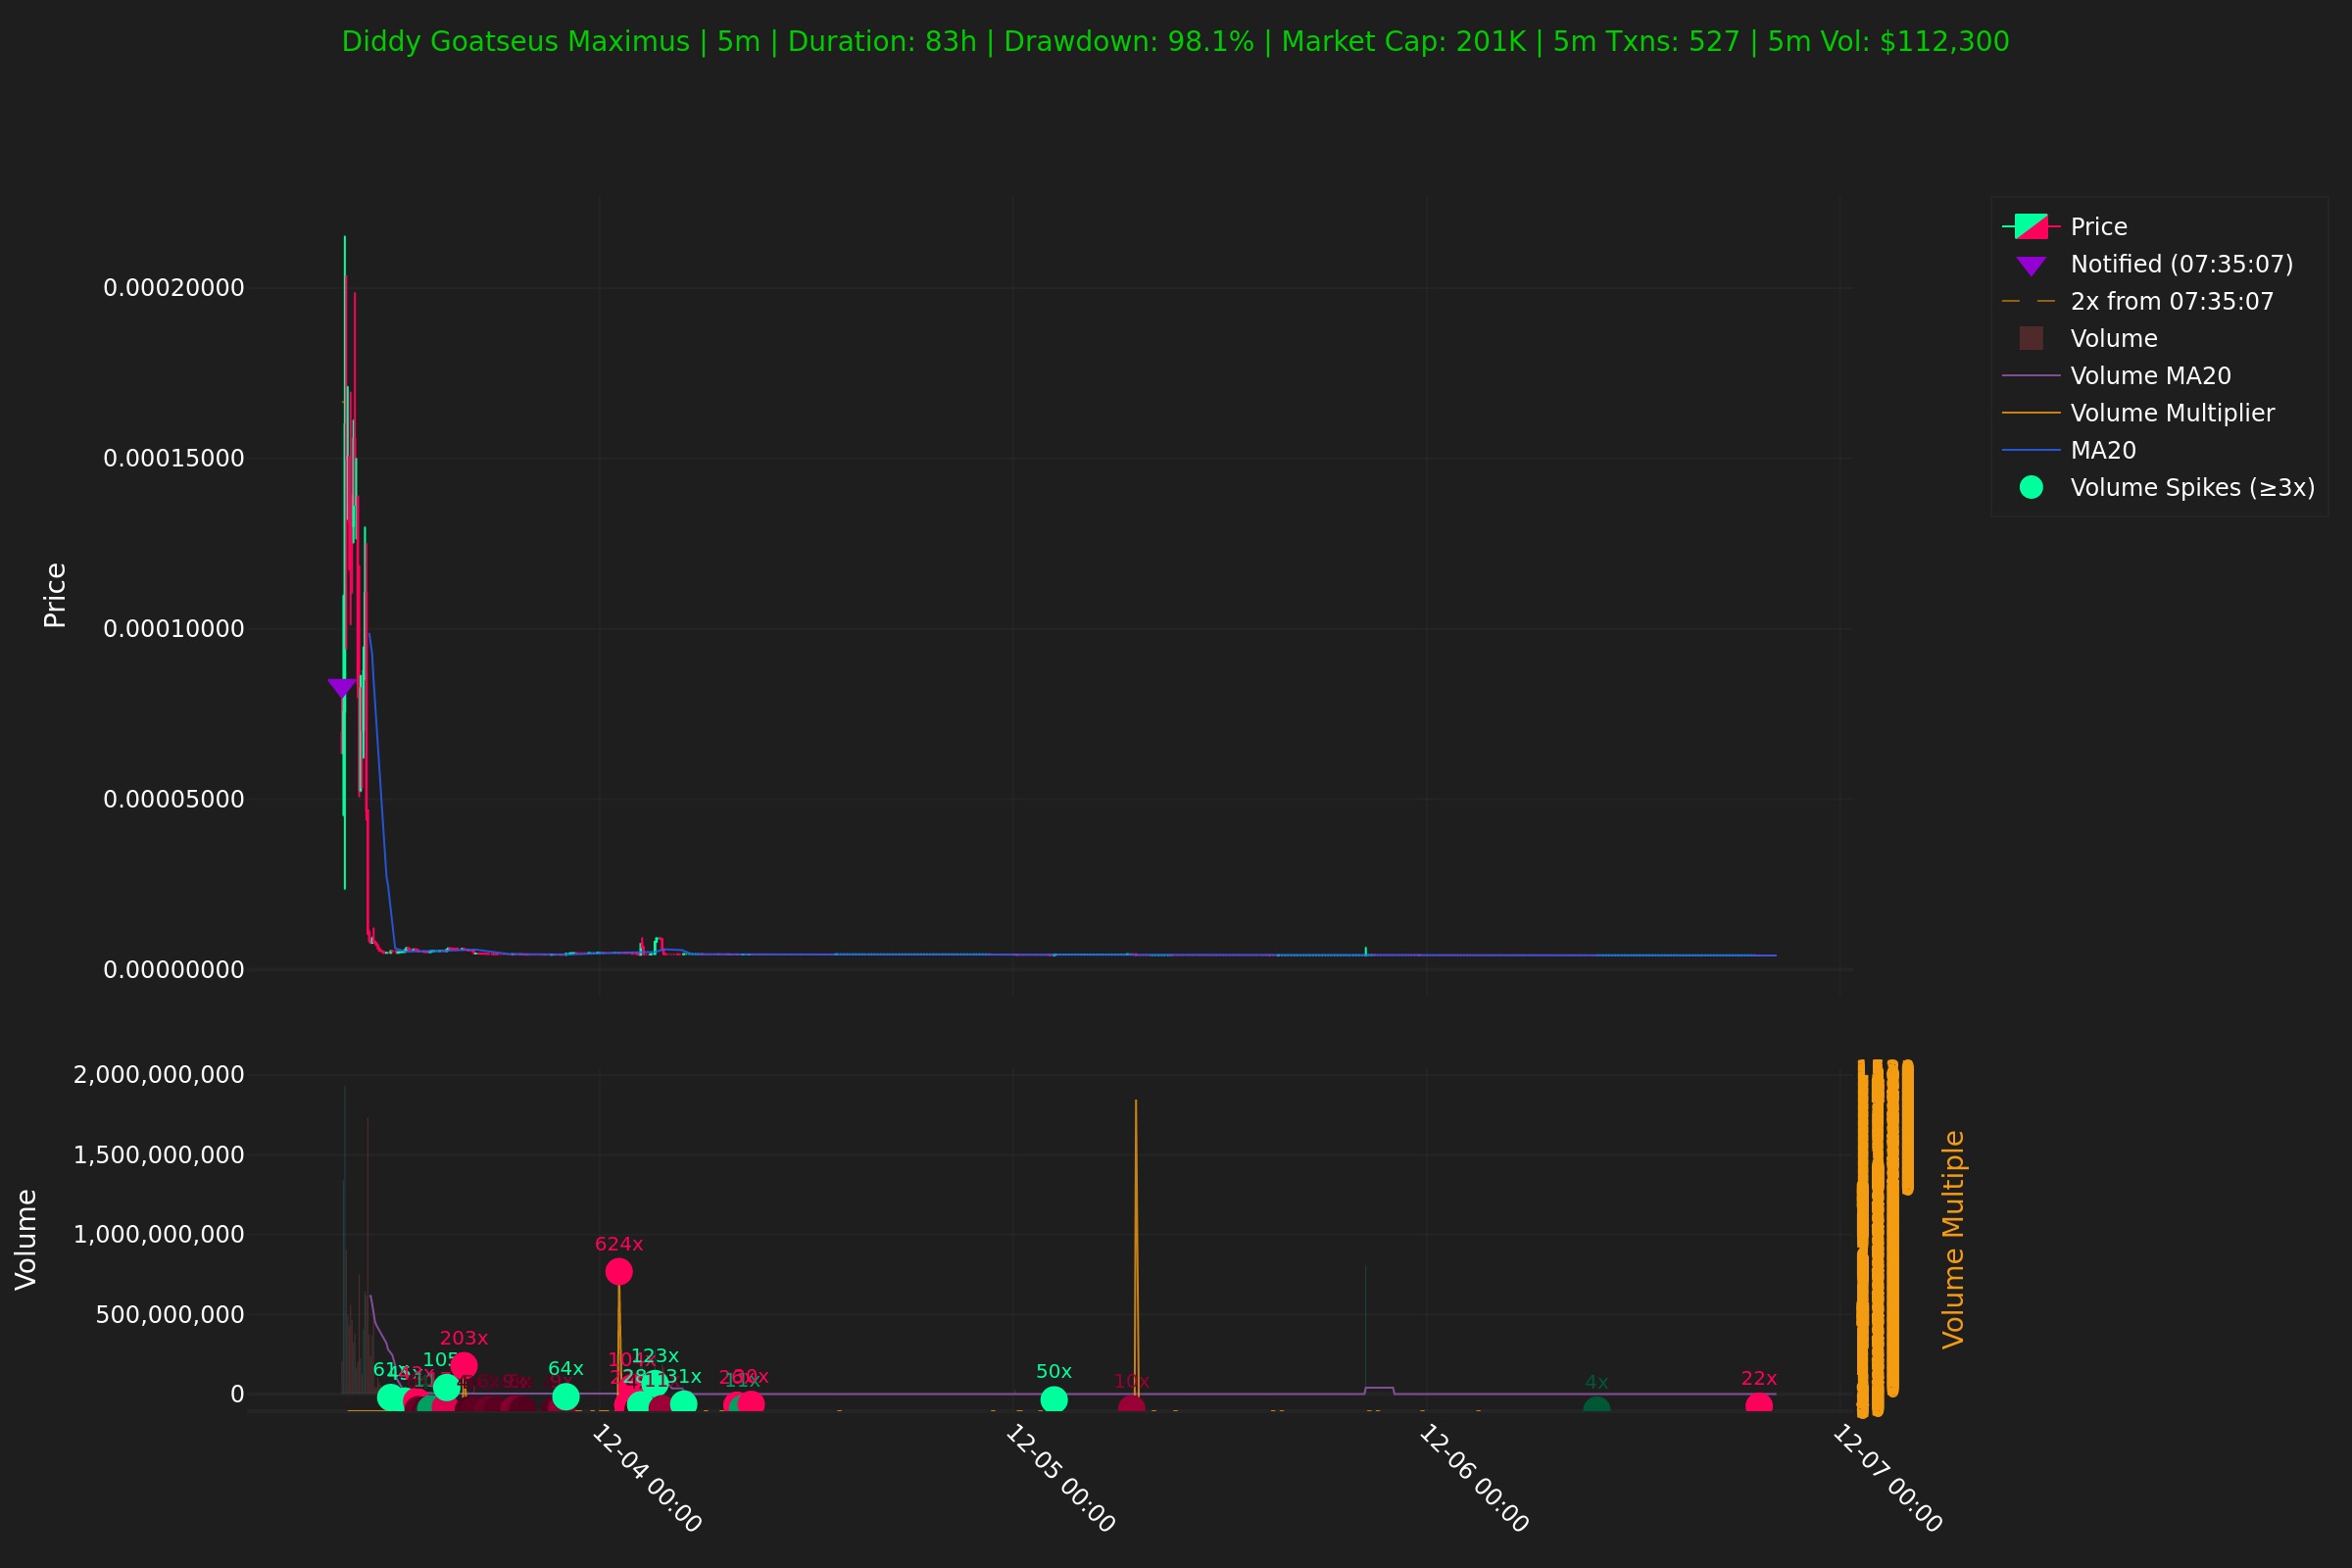 Diddy Goatseus Maximus | 5m | Duration: 83h | Drawdown: 98.1% | Market Cap: 201K | 5m Txns: 527 | 5m Vol: $112,300
Price
Notified (07:35:07)
2x from 07:35:07
Volume
Volume MA20
Volume Multiplier
MA20
Volume Spikes (≥3x)
Price
0.00020000
0.00015000
0.00010000
0.00005000
0.00000000
Volume
2,000,000,000
1,500,000,000
1,000,000,000
500,000,000
0
624x
203x
105
61x
64x
123x
31x
50x
10x
4x
22x
Volume Multiple
12-04 00:00
12-05 00:00
12-06 00:00
12-07 00:00